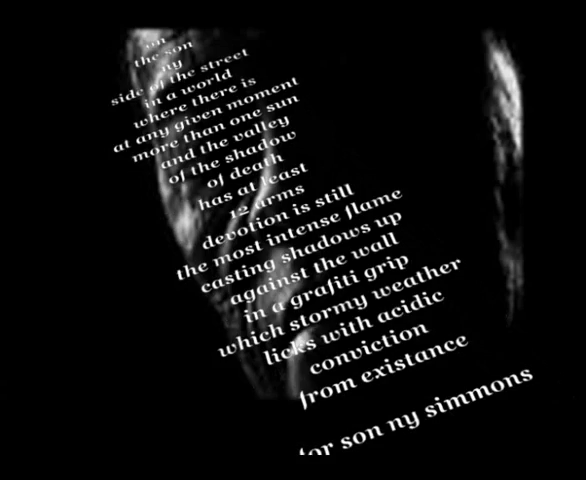 on
the son
ny
side of the street
in a world
where there is
at any given moment
more than one sun
and the valley
of the shadow
of death
has at least
12 arms
devotion is still
the most intense flame
casting shadows up
against the wall
in a grafiti grip
which stormy weather
licks with acidic
conviction
from existance
for son ny simmons